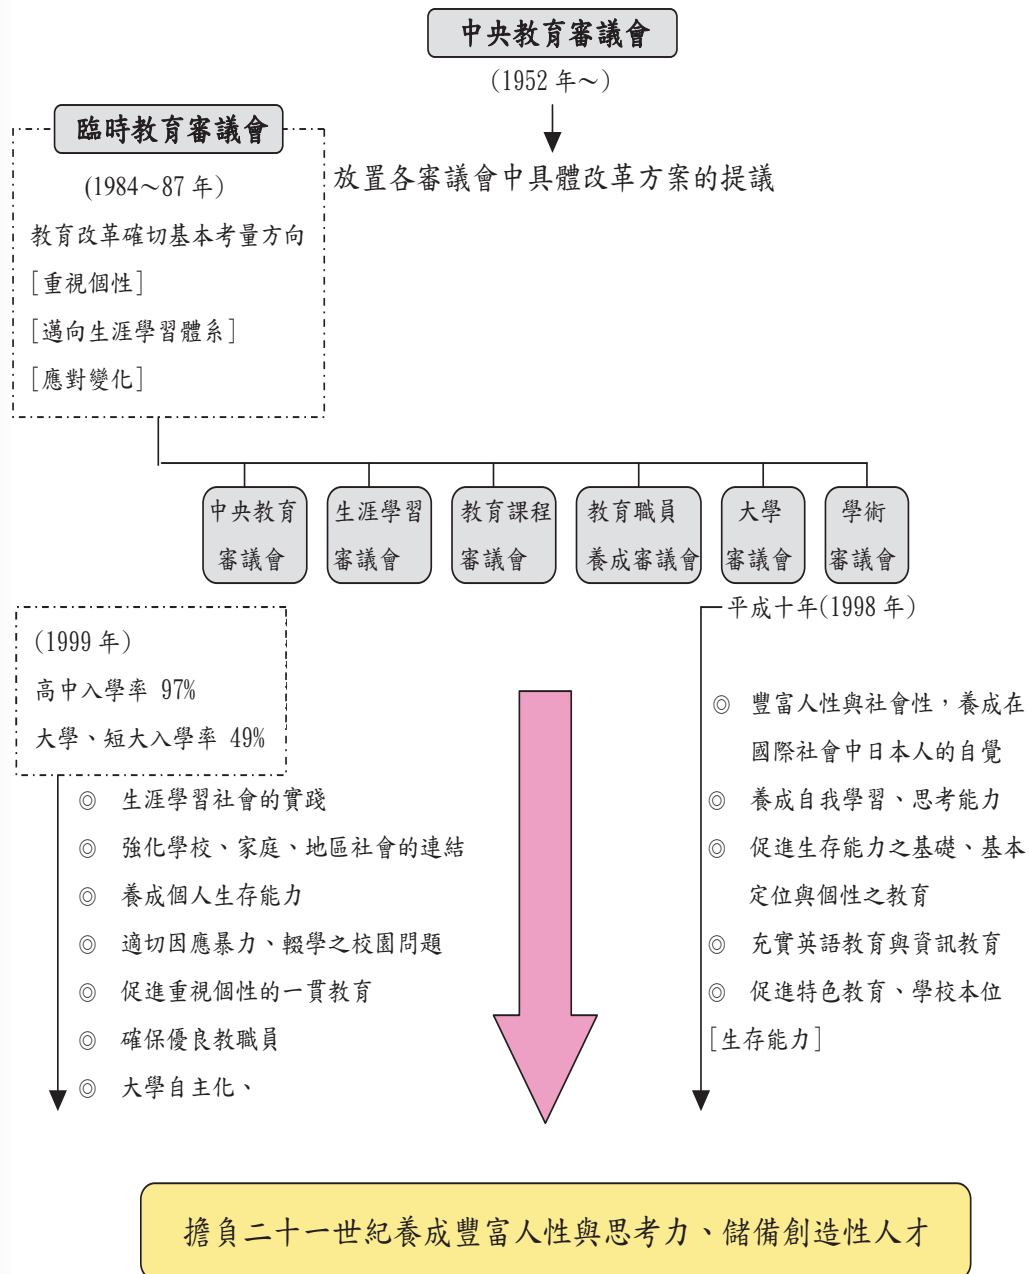 中央教育審議會
(1952 年～)
臨時教育審議會
放置各審議會中具體改革方案的提議
(1984～87 年)
教育改革確切基本考量方向
[重視個性]
[邁向生涯學習體系]
[應對變化]
中央教育
審議會
生涯學習
審議會
教育課程
審議會
教育職員
養成審議會
大學
審議會
學術
審議會
(1999 年)
高中入學率 97%
大學、短大入學率 49%
◎ 生涯學習社會的實踐
◎ 強化學校、家庭、地區社會的連結
◎ 養成個人生存能力
◎ 適切因應暴力、輟學之校園問題
◎ 促進重視個性的一貫教育
◎ 確保優良教職員
◎ 大學自主化、
平成十年(1998 年)
◎ 豐富人性與社會性，養成在
國際社會中日本人的自覺
◎ 養成自我學習、思考能力
◎ 促進生存能力之基礎、基本
定位與個性之教育
◎ 充實英語教育與資訊教育
◎ 促進特色教育、學校本位
[生存能力]
擔負二十一世紀養成豐富人性與思考力、儲備創造性人才